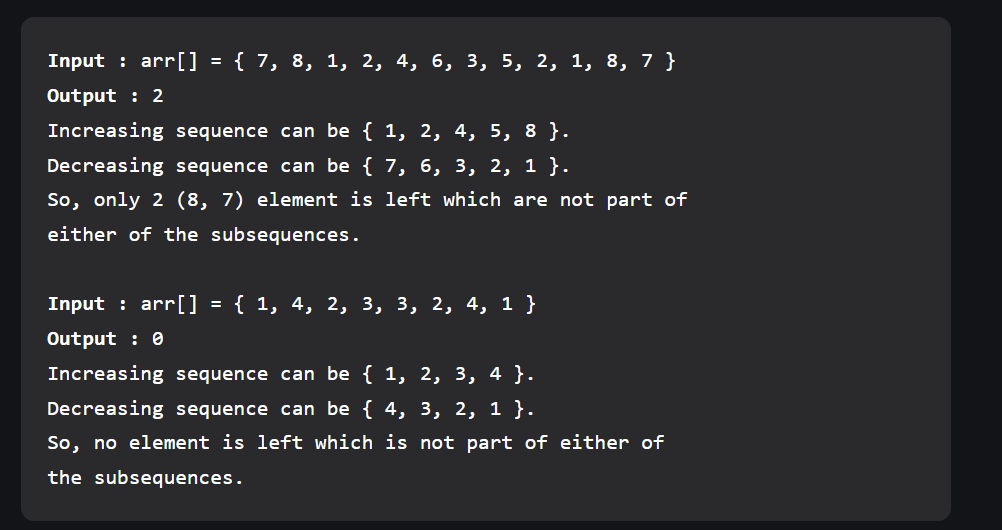 Input : arr[] = { 7, 8, 1, 2, 4, 6, 3, 5, 2, 1, 8, 7 }
Output : 2
Increasing sequence can be { 1, 2, 4, 5, 8 }.
Decreasing sequence can be { 7, 6, 3, 2, 1 }.
So, only 2 (8, 7) element is left which are not part of
either of the subsequences.
Input : arr[] = { 1, 4, 2, 3, 3, 2, 4, 1 }
Output : 0
Increasing sequence can be { 1, 2, 3, 4 }.
Decreasing sequence can be { 4, 3, 2, 1 }.
So, no element is left which is not part of either of
the subsequences.